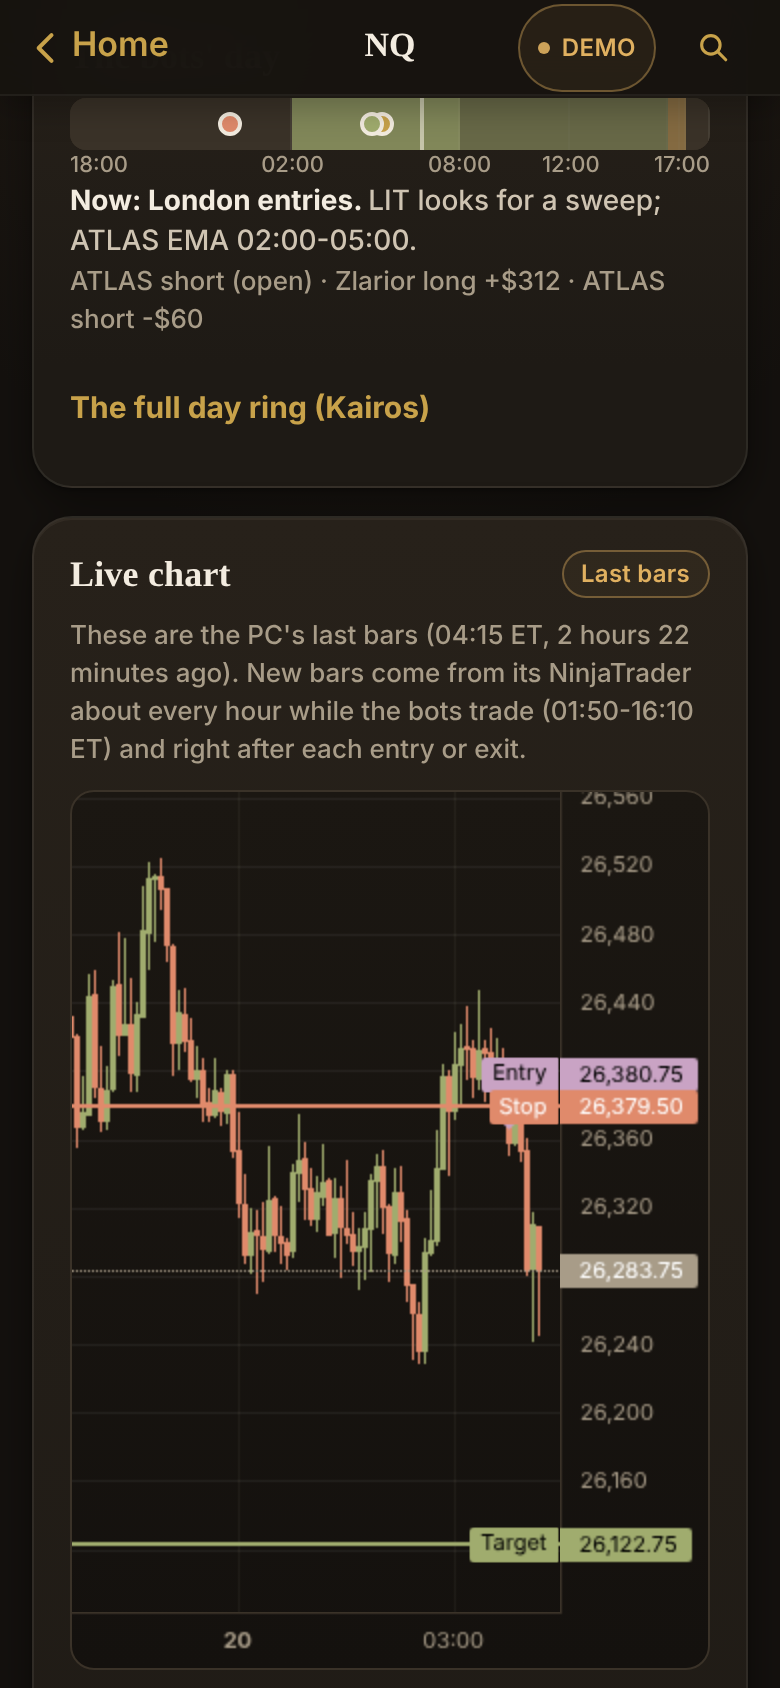 Home
NQ
DEMO
18:00 02:00 08:00 12:00 17:00
Now: London entries. LIT looks for a sweep;
ATLAS EMA 02:00-05:00.
ATLAS short (open) · Zlarior long +$312 · ATLAS
short -$60
The full day ring (Kairos)
Live chart
Last bars
These are the PC's last bars (04:15 ET, 2 hours 22
minutes ago). New bars come from its NinjaTrader
about every hour while the bots trade (01:50-16:10
ET) and right after each entry or exit.
26,560
26,520
26,480
26,440
Entry 26,380.75
Stop 26,379.50
26,360
26,320
26,283.75
26,240
26,200
26,160
Target 26,122.75
20 03:00